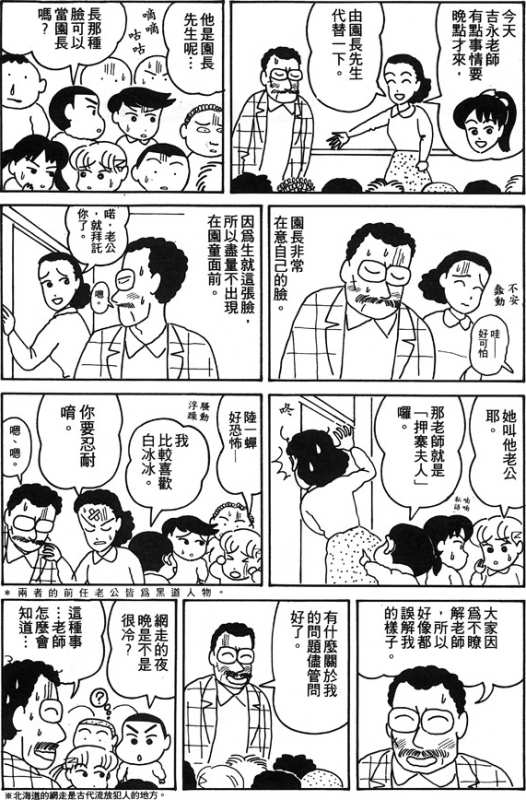 今天
吉永老師
有點事情要
晚點才來，
由園長先生
代替一下。
他是園長
先生呢…
嘀嘀
咕咕
長那種
臉可以
當園長
嗎？
不安
蠢動
哇—
好可怕
園長非常
在意自己的臉。
因為生就這張臉，
所以盡量不出現
在園童面前。
喏，老公
，就拜託
你了。
嗯。
她叫他老公
耶。
那老師就是
「押寨夫人」
囉。
嘀嘀
私語
咚
陸一蟬
好恐怖—
騷動
浮躁
我
比較喜歡
白冰冰。
你要忍耐
唷。
嗯、嗯。
＊兩者的前任老公皆為黑道人物。
大家因
為不瞭
解老師
，所以
好像都
誤解我
的樣子。
有什麼關於我
的問題儘管問
好了。
網走的夜
晚是不是
很冷？
？
這種事
…老師
怎麼會
知道…
＊北海道的網走是古代流放犯人的地方。